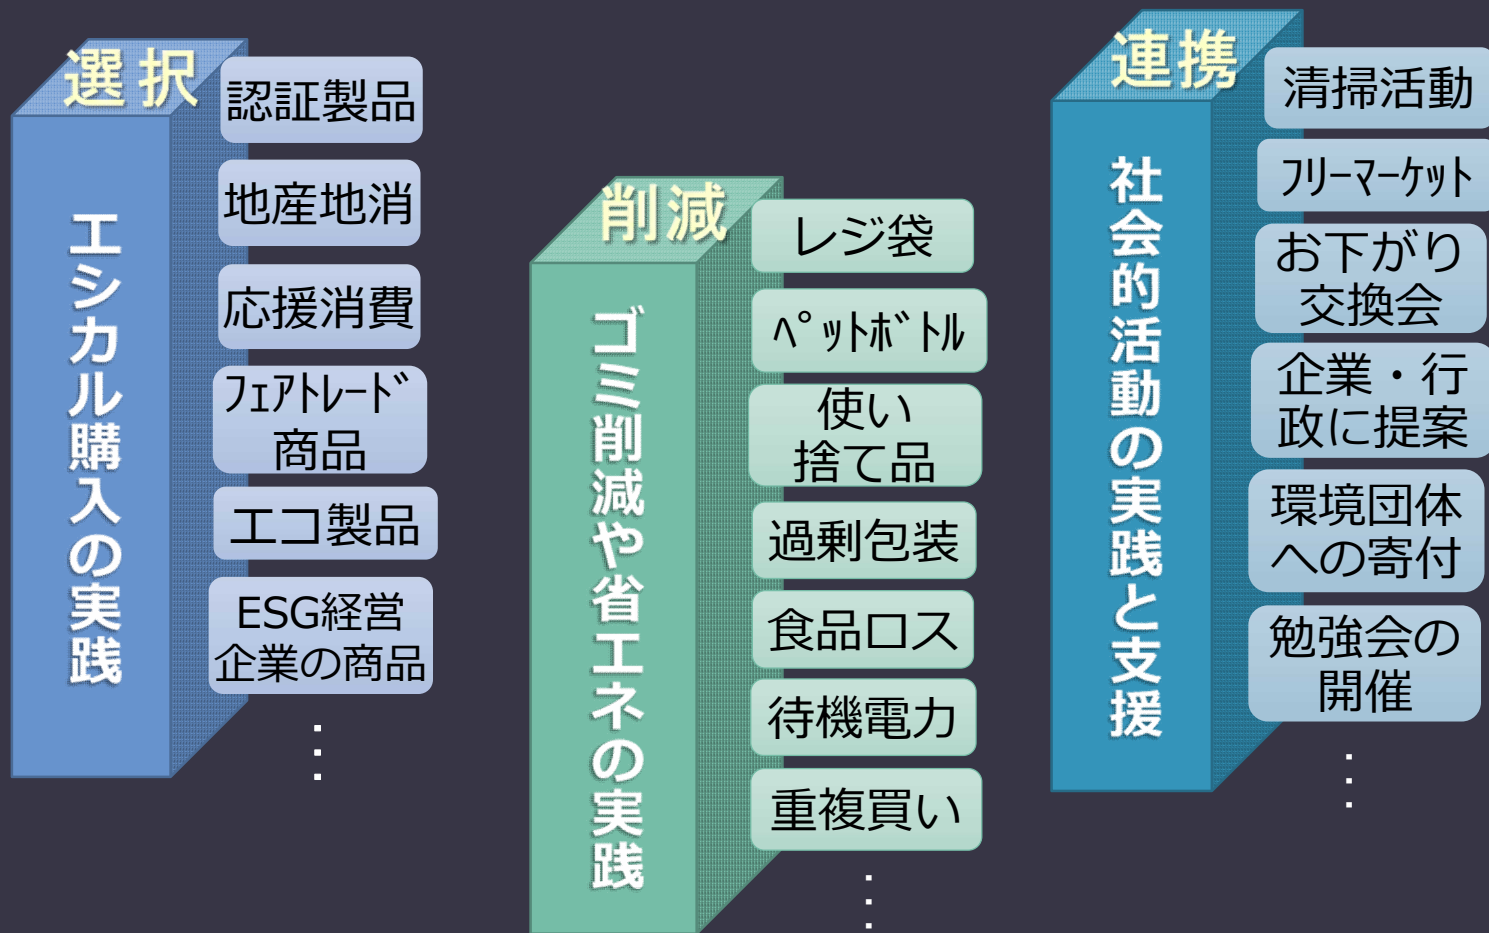 選択
エシカル購入の実践
認証製品
地産地消
応援消費
ﾌｪｱﾄﾚｰﾄﾞ
商品
エコ製品
ESG経営
企業の商品
⋮
削減
ゴミ削減や省エネの実践
レジ袋
ﾍﾟｯﾄﾎﾞﾄﾙ
使い
捨て品
過剰包装
食品ロス
待機電力
重複買い
⋮
連携
社会的活動の実践と支援
清掃活動
ﾌﾘｰﾏｰｹｯﾄ
お下がり
交換会
企業・行
政に提案
環境団体
への寄付
勉強会の
開催
⋮